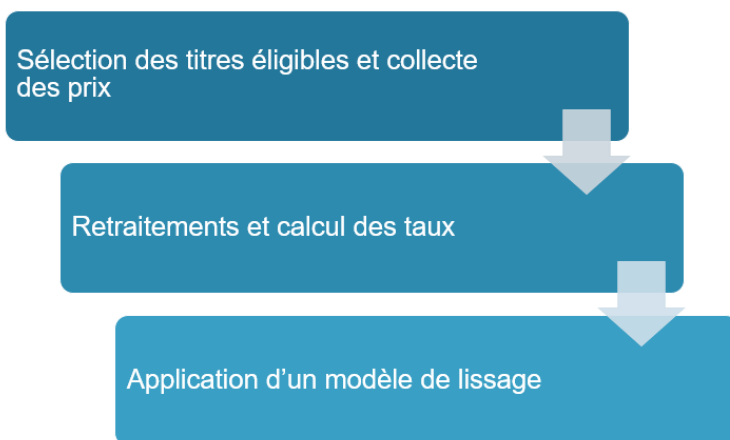 Sélection des titres éligibles et collecte
des prix
Retraitements et calcul des taux
Application d’un modèle de lissage